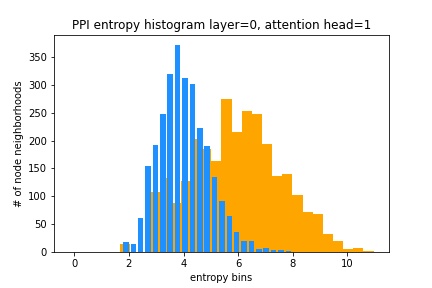 PPI entropy histogram layer=0, attention head=1
# of node neighborhoods
350
300
250
200
150
100
50
0
0 2 4 6 8 10
entropy bins